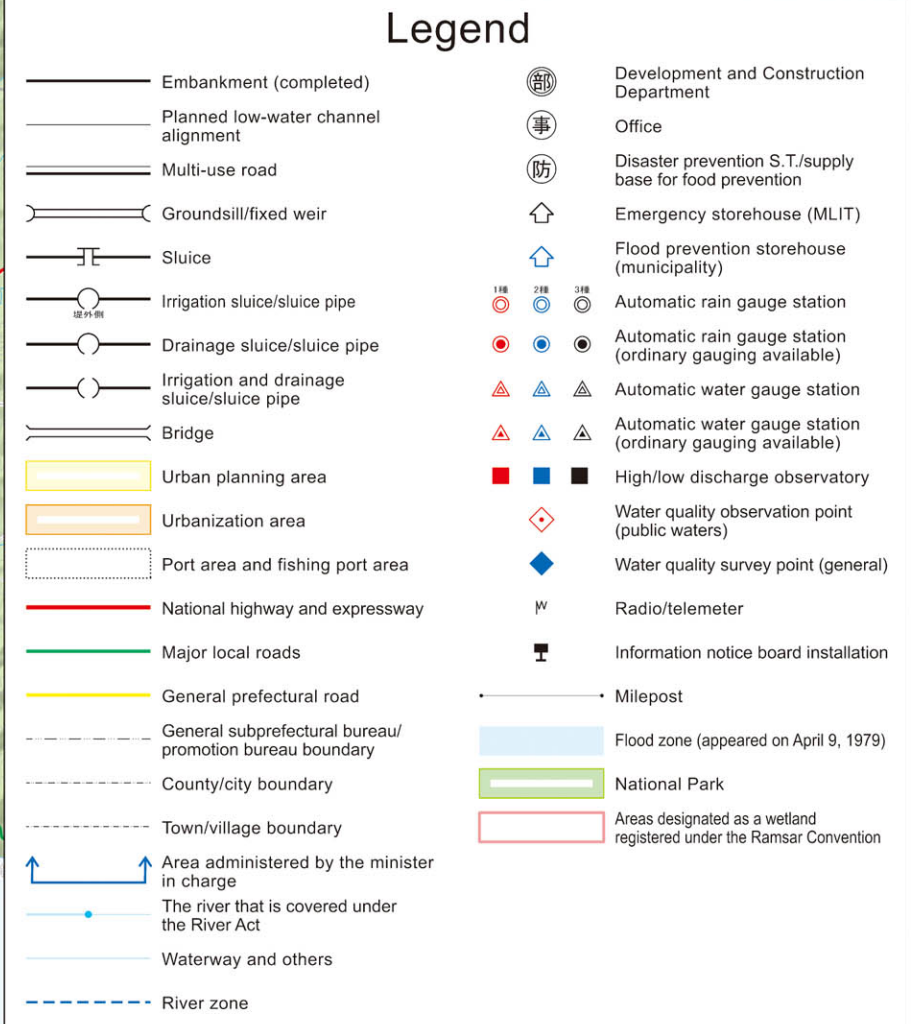 Legend
Embankment (completed)
Planned low-water channel
alignment
Multi-use road
Groundsill/fixed weir
Sluice
Irrigation sluice/sluice pipe
堤外側
Drainage sluice/sluice pipe
Irrigation and drainage
sluice/sluice pipe
Bridge
Urban planning area
Urbanization area
Port area and fishing port area
National highway and expressway
Major local roads
General prefectural road
General subprefectural bureau/
promotion bureau boundary
County/city boundary
Town/village boundary
Area administered by the minister
in charge
The river that is covered under
the River Act
Waterway and others
River zone
部
Development and Construction
Department
事
Office
防
Disaster prevention S.T./supply
base for food prevention
Emergency storehouse (MLIT)
Flood prevention storehouse
(municipality)
1種 2種 3種
Automatic rain gauge station
Automatic rain gauge station
(ordinary gauging available)
Automatic water gauge station
Automatic water gauge station
(ordinary gauging available)
High/low discharge observatory
Water quality observation point
(public waters)
Water quality survey point (general)
Radio/telemeter
Information notice board installation
Milepost
Flood zone (appeared on April 9, 1979)
National Park
Areas designated as a wetland
registered under the Ramsar Convention